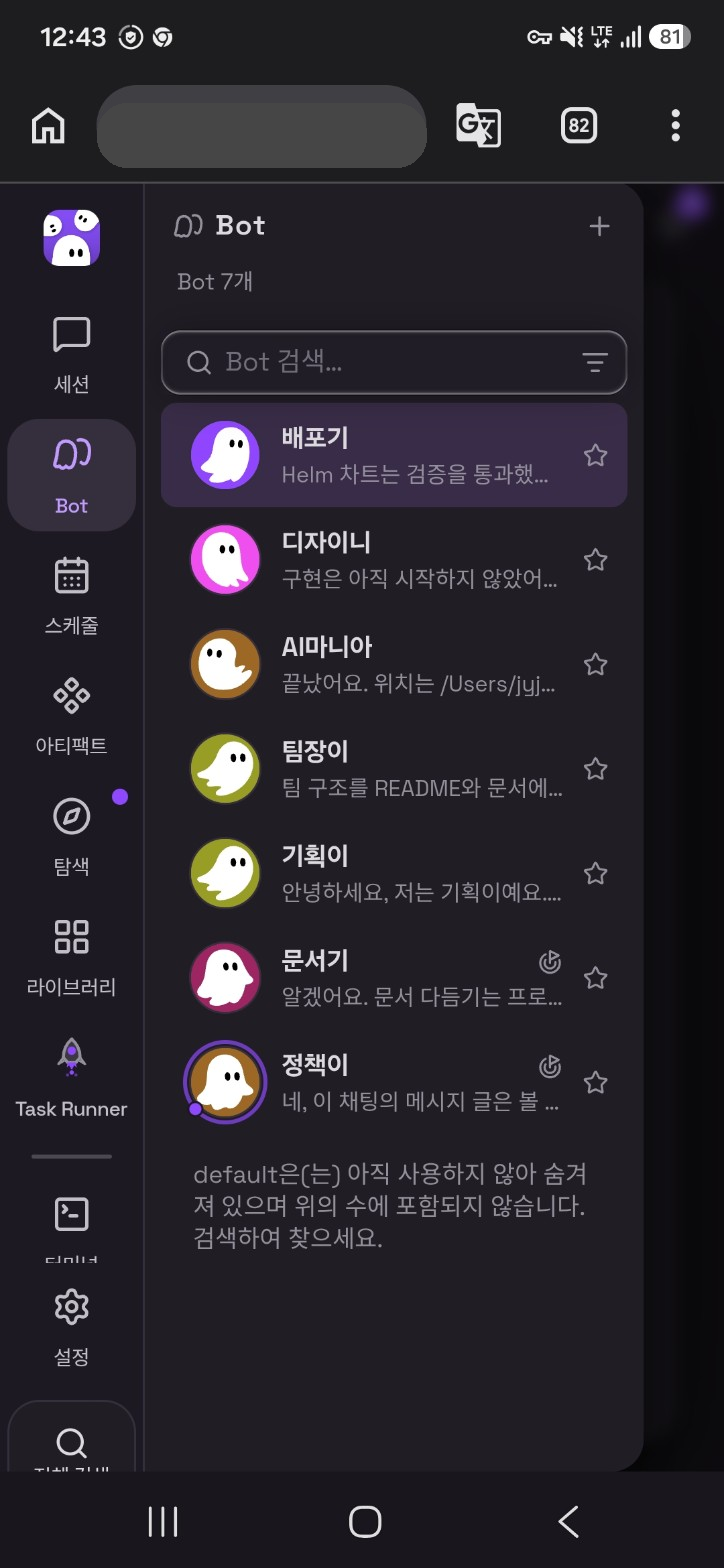 12:43
LTE
81
82
Bot
Bot 7개
세션
Bot 검색...
배포기
Helm 차트는 검증을 통과했...
Bot
디자이니
구현은 아직 시작하지 않았어...
스케줄
AI마니아
끝났어요. 위치는 /Users/jyj...
아티팩트
팀장이
팀 구조를 README와 문서에...
탐색
기획이
안녕하세요, 저는 기획이예요....
문서기
알겠어요. 문서 다듬기는 프로...
라이브러리
정책이
네, 이 채팅의 메시지 글은 볼 ...
Task Runner
default은(는) 아직 사용하지 않아 숨겨
져 있으며 위의 수에 포함되지 않습니다.
검색하여 찾으세요.
설정